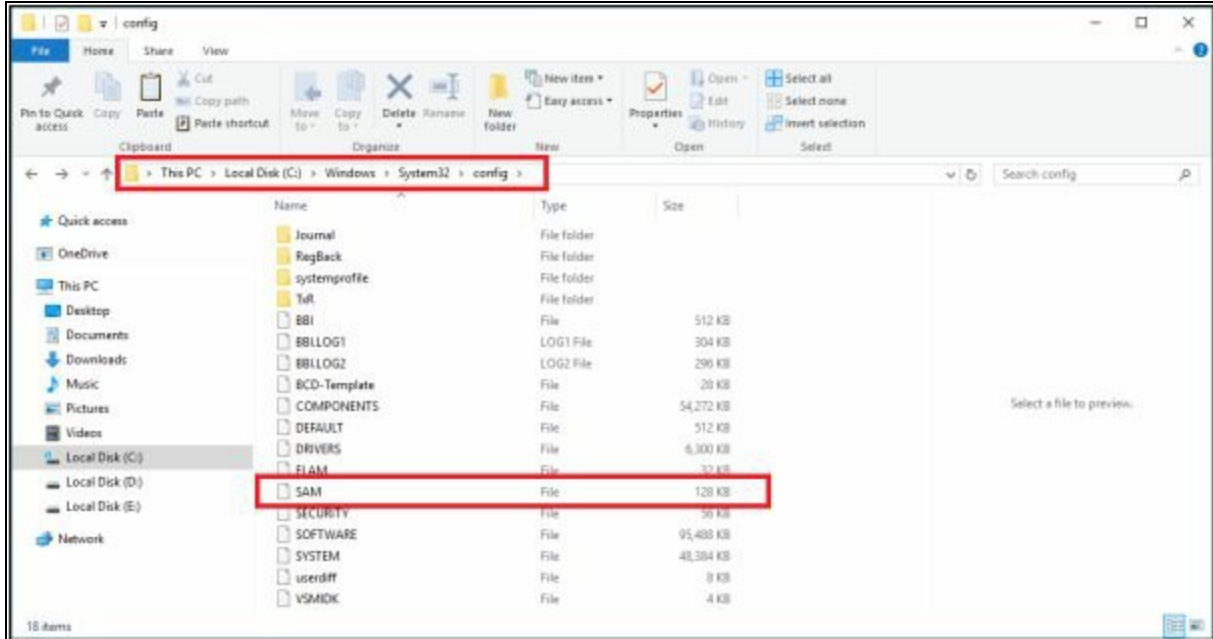 config
File Home Share View
Pin to Quick access
Copy
Paste
Cut
Copy path
Paste shortcut
Move to
Copy to
Delete
Rename
New folder
New item
Easy access
Properties
Open
Edit
History
Select all
Select none
Invert selection
Clipboard Organize New Open Select
This PC > Local Disk (C:) > Windows > System32 > config >
Search config
Quick access
OneDrive
This PC
Desktop
Documents
Downloads
Music
Pictures
Videos
Local Disk (C:)
Local Disk (D:)
Local Disk (E:)
Network
Name Type Size
Journal File folder
RegBack File folder
systemprofile File folder
TxR File folder
BBI File 512 KB
BBI.LOG1 LOG1 File 304 KB
BBI.LOG2 LOG2 File 296 KB
BCD-Template File 28 KB
COMPONENTS File 54,272 KB
DEFAULT File 512 KB
DRIVERS File 6,300 KB
ELAM File 32 KB
SAM File 128 KB
SECURITY File 56 KB
SOFTWARE File 95,488 KB
SYSTEM File 48,384 KB
userdiff File 8 KB
VSMIDK File 4 KB
Select a file to preview.
18 items